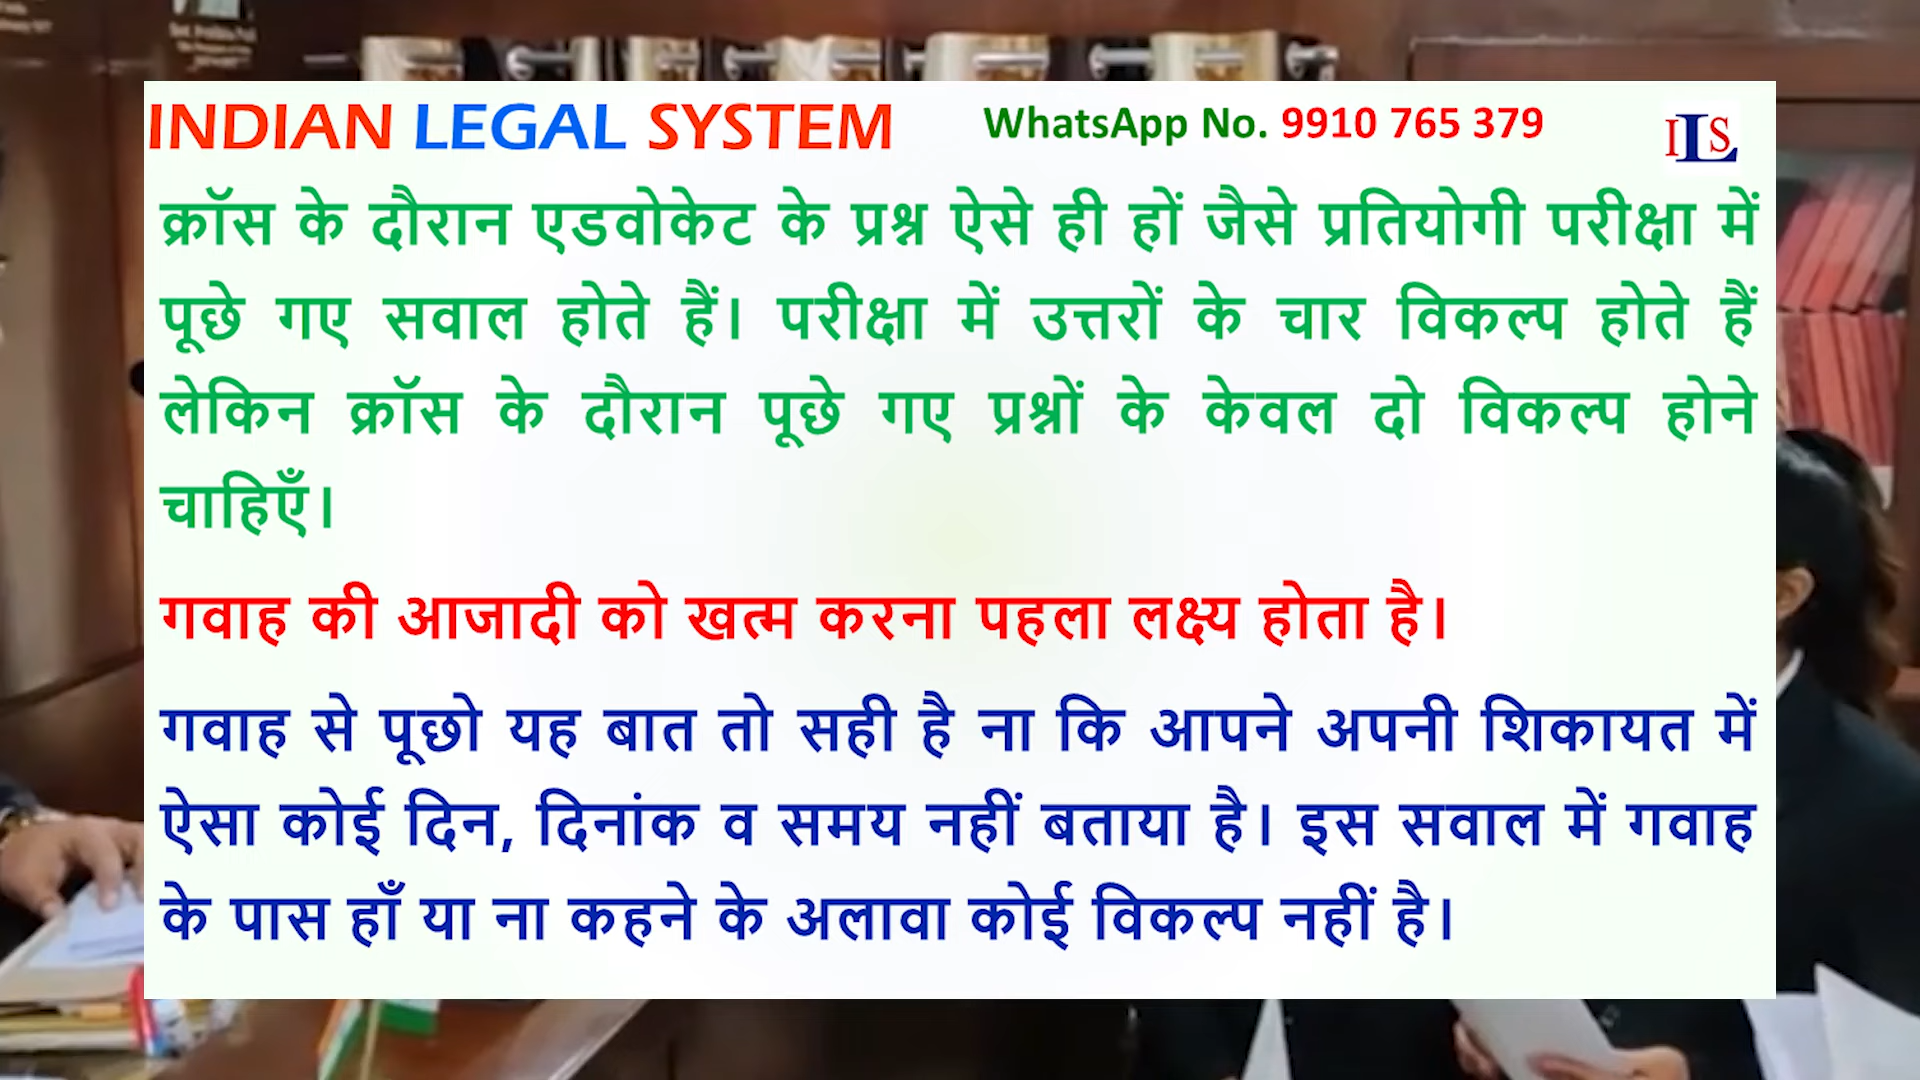 INDIAN LEGAL SYSTEM WhatsApp No. 9910 765 379 ILS
क्रॉस के दौरान एडवोकेट के प्रश्न ऐसे ही हों जैसे प्रतियोगी परीक्षा में
पूछे गए सवाल होते हैं। परीक्षा में उत्तरों के चार विकल्प होते हैं
लेकिन क्रॉस के दौरान पूछे गए प्रश्नों के केवल दो विकल्प होने
चाहिएँ।
गवाह की आजादी को खत्म करना पहला लक्ष्य होता है।
गवाह से पूछो यह बात तो सही है ना कि आपने अपनी शिकायत में
ऐसा कोई दिन, दिनांक व समय नहीं बताया है। इस सवाल में गवाह
के पास हाँ या ना कहने के अलावा कोई विकल्प नहीं है।